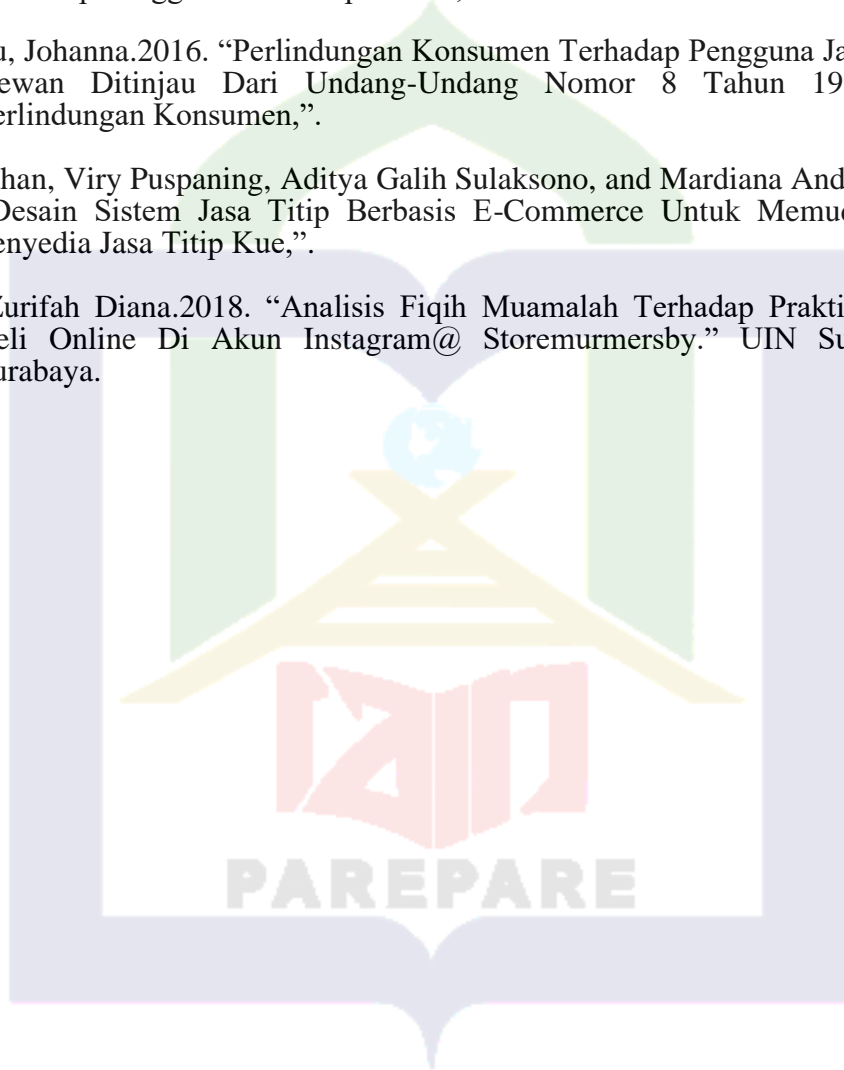 u, Johanna.2016. “Perlindungan Konsumen Terhadap Pengguna Ja
ewan Ditinjau Dari Undang-Undang Nomor 8 Tahun 19
erlindungan Konsumen,”.
han, Viry Puspaning, Aditya Galih Sulaksono, and Mardiana And
Desain Sistem Jasa Titip Berbasis E-Commerce Untuk Memu
enyedia Jasa Titip Kue,”.
Zurifah Diana.2018. “Analisis Fiqih Muamalah Terhadap Prakti
eli Online Di Akun Instagram@ Storemurmersby.” UIN Su
urabaya.
iain
PAREPARE